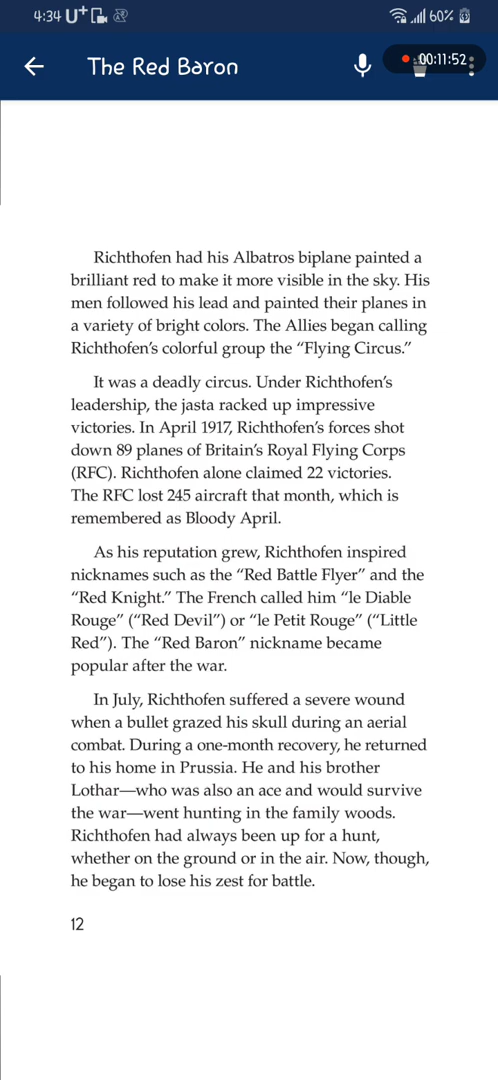 4:34 U+ 60%
The Red Baron 00:11:52
Richthofen had his Albatros biplane painted a
brilliant red to make it more visible in the sky. His
men followed his lead and painted their planes in
a variety of bright colors. The Allies began calling
Richthofen’s colorful group the “Flying Circus.”
It was a deadly circus. Under Richthofen’s
leadership, the jasta racked up impressive
victories. In April 1917, Richthofen’s forces shot
down 89 planes of Britain’s Royal Flying Corps
(RFC). Richthofen alone claimed 22 victories.
The RFC lost 245 aircraft that month, which is
remembered as Bloody April.
As his reputation grew, Richthofen inspired
nicknames such as the “Red Battle Flyer” and the
“Red Knight.” The French called him “le Diable
Rouge” (“Red Devil”) or “le Petit Rouge” (“Little
Red”). The “Red Baron” nickname became
popular after the war.
In July, Richthofen suffered a severe wound
when a bullet grazed his skull during an aerial
combat. During a one-month recovery, he returned
to his home in Prussia. He and his brother
Lothar—who was also an ace and would survive
the war—went hunting in the family woods.
Richthofen had always been up for a hunt,
whether on the ground or in the air. Now, though,
he began to lose his zest for battle.
12